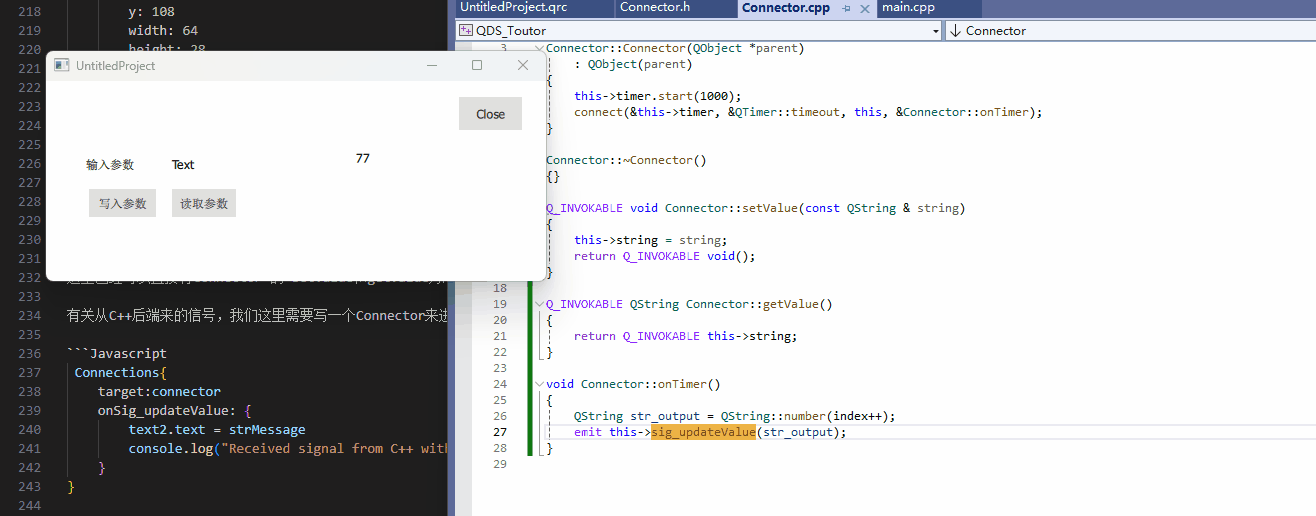 218 y: 108
219 width: 64
220 height: 28
221
222
223
224
225
226
227
228
229
230
231
232
233
234 有关从C++后端来的信号，我们这里需要写一个Connector来进
235
236 ```Javascript
237 Connections{
238 target:connector
239 onSig_updateValue: {
240 text2.text = strMessage
241 console.log("Received signal from C++ with
242 }
243 }
244
UntitledProject
Close
输入参数 Text 77
写入参数 读取参数
UntitledProject.qrc Connector.h Connector.cpp main.cpp
QDS_Toutor Connector
3 Connector::Connector(QObject *parent)
: QObject(parent)
{
this->timer.start(1000);
connect(&this->timer, &QTimer::timeout, this, &Connector::onTimer);
}
Connector::~Connector()
{}
Q_INVOKABLE void Connector::setValue(const QString & string)
{
this->string = string;
return Q_INVOKABLE void();
}
18
19 Q_INVOKABLE QString Connector::getValue()
20 {
21 return Q_INVOKABLE this->string;
22 }
23
24 void Connector::onTimer()
25 {
26 QString str_output = QString::number(index++);
27 emit this->sig_updateValue(str_output);
28 }
29